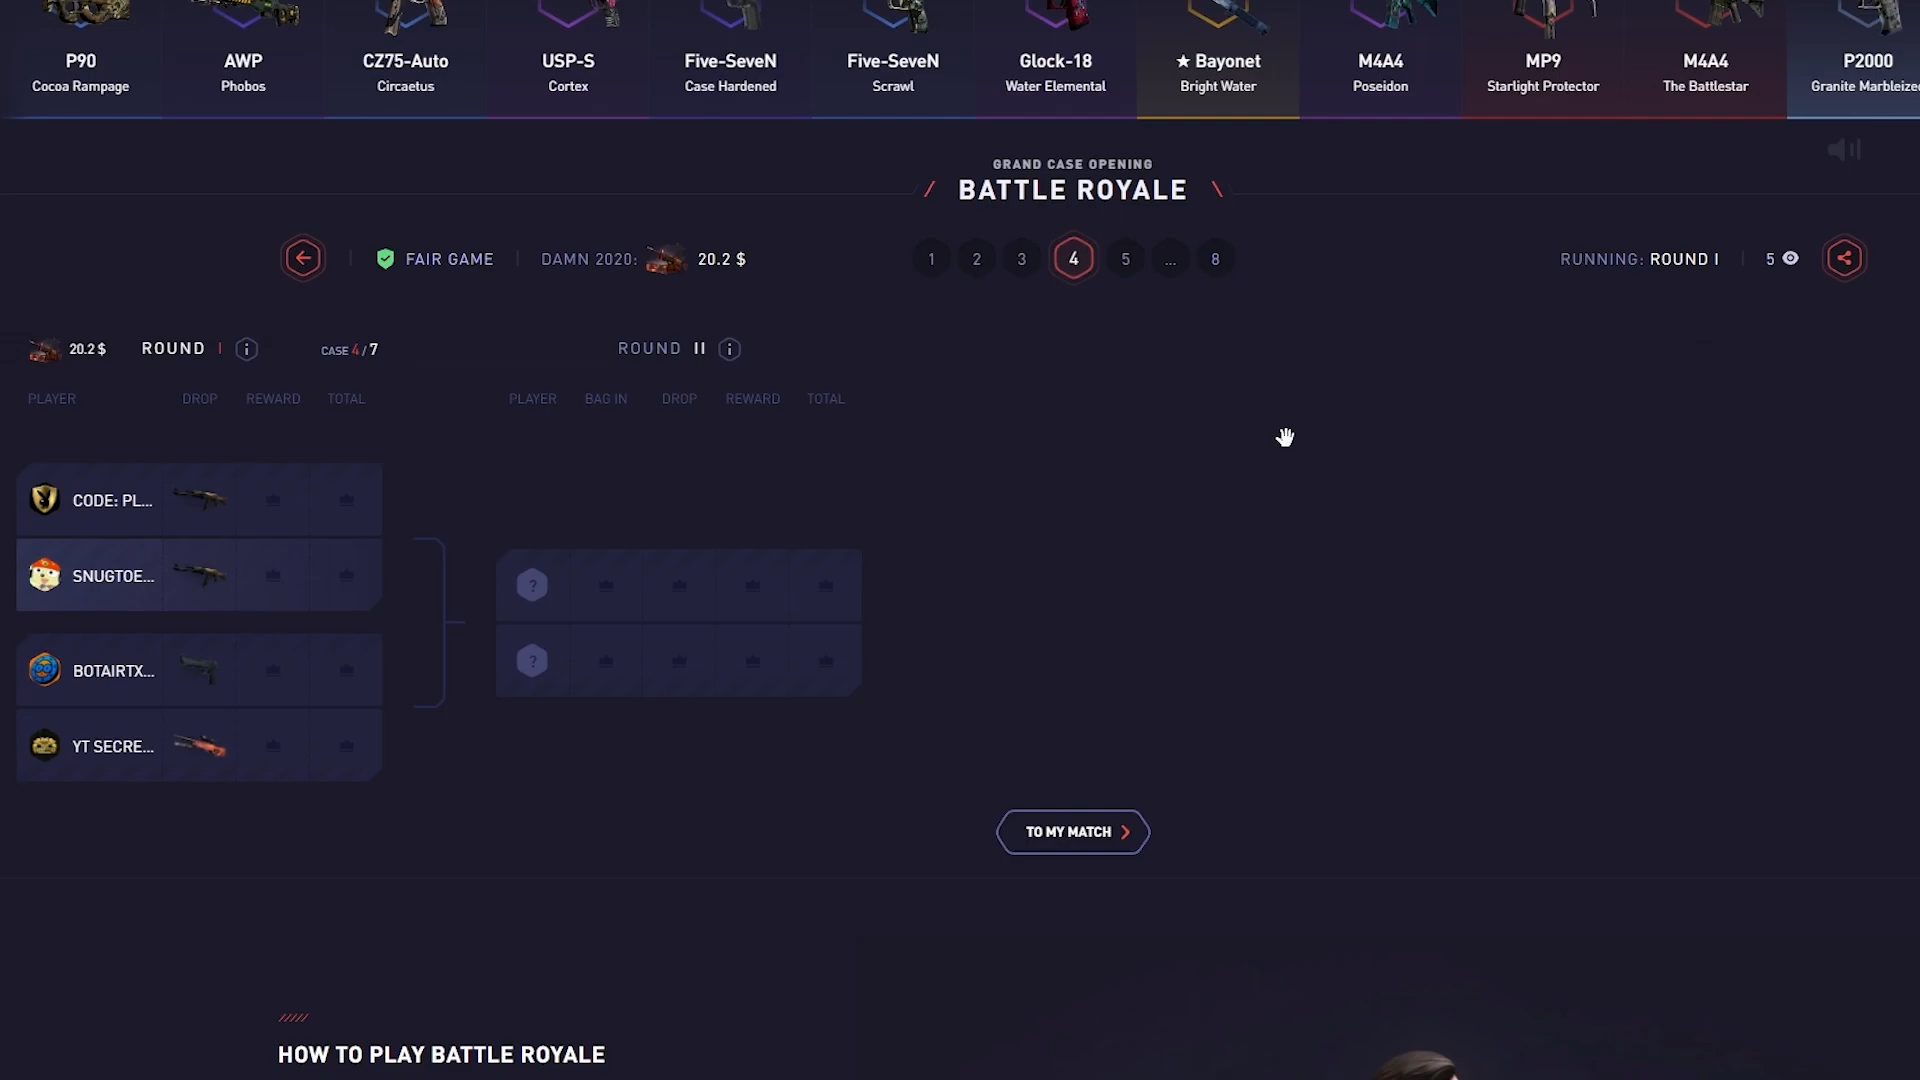 P90 AWP CZ75-Auto USP-S Five-SeveN Five-SeveN Glock-18 ★ Bayonet M4A4 MP9 M4A4 P2000
Cocoa Rampage Phobos Circaetus Cortex Case Hardened Scrawl Water Elemental Bright Water Poseidon Starlight Protector The Battlestar Granite Marbleized
GRAND CASE OPENING
/ BATTLE ROYALE \
FAIR GAME DAMN 2020: 20.2 $ 1 2 3 4 5 ... 8 RUNNING: ROUND I 5
20.2 $ ROUND I i CASE 4 / 7 ROUND II i
PLAYER DROP REWARD TOTAL PLAYER BAG IN DROP REWARD TOTAL
CODE: PL...
SNUGTOE...
?
BOTAIRTX...
?
YT SECRE...
TO MY MATCH
HOW TO PLAY BATTLE ROYALE